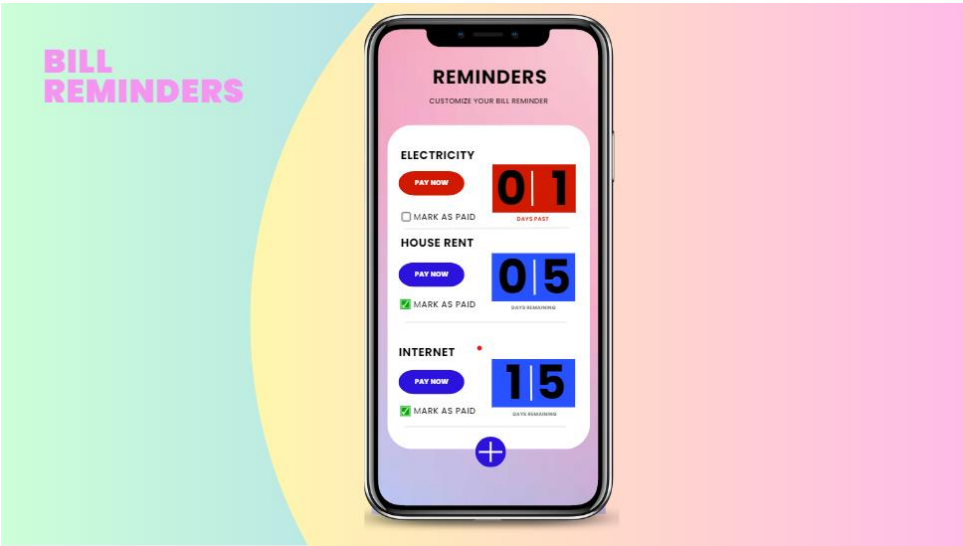 BILL
REMINDERS
REMINDERS
CUSTOMIZE YOUR BILL REMINDER
ELECTRICITY
PAY NOW
0 1
MARK AS PAID
DAYS PAST
HOUSE RENT
PAY NOW
0 5
MARK AS PAID
DAYS REMAINING
INTERNET
PAY NOW
1 5
MARK AS PAID
DAYS REMAINING